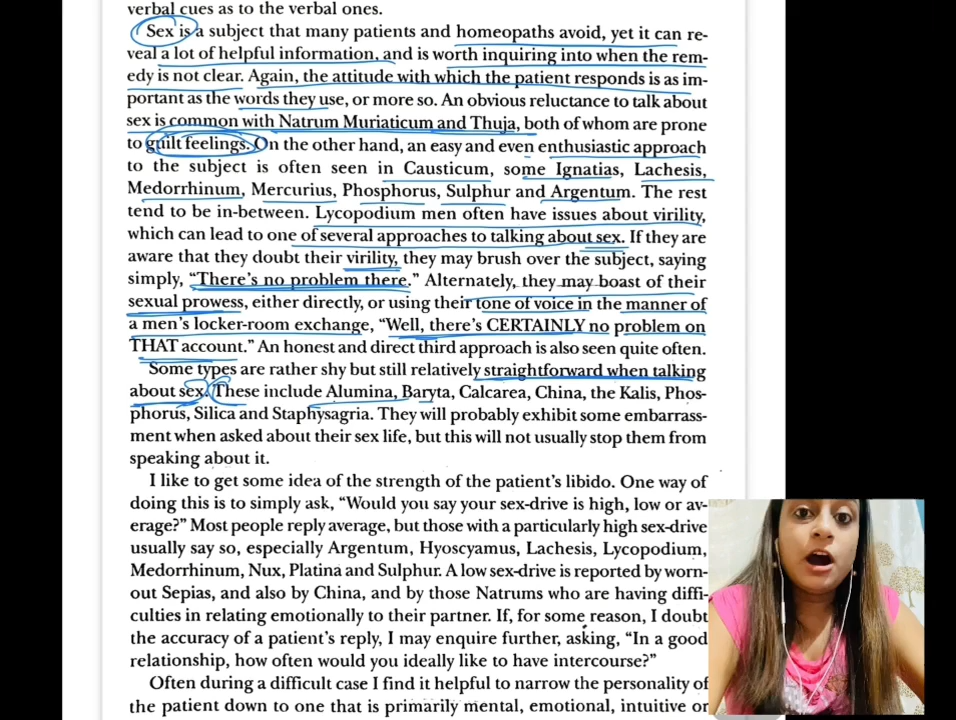 verbal cues as to the verbal ones.
Sex is a subject that many patients and homeopaths avoid, yet it can re-
veal a lot of helpful information, and is worth inquiring into when the rem-
edy is not clear. Again, the attitude with which the patient responds is as im-
portant as the words they use, or more so. An obvious reluctance to talk about
sex is common with Natrum Muriaticum and Thuja, both of whom are prone
to guilt feelings. On the other hand, an easy and even enthusiastic approach
to the subject is often seen in Causticum, some Ignatias, Lachesis,
Medorrhinum, Mercurius, Phosphorus, Sulphur and Argentum. The rest
tend to be in-between. Lycopodium men often have issues about virility,
which can lead to one of several approaches to talking about sex. If they are
aware that they doubt their virility, they may brush over the subject, saying
simply, “There’s no problem there.” Alternately, they may boast of their
sexual prowess, either directly, or using their tone of voice in the manner of
a men’s locker-room exchange, “Well, there’s CERTAINLY no problem on
THAT account.” An honest and direct third approach is also seen quite often.
Some types are rather shy but still relatively straightforward when talking
about sex. These include Alumina, Baryta, Calcarea, China, the Kalis, Phos-
phorus, Silica and Staphysagria. They will probably exhibit some embarrass-
ment when asked about their sex life, but this will not usually stop them from
speaking about it.
I like to get some idea of the strength of the patient’s libido. One way of
doing this is to simply ask, “Would you say your sex-drive is high, low or av-
erage?” Most people reply average, but those with a particularly high sex-drive
usually say so, especially Argentum, Hyoscyamus, Lachesis, Lycopodium,
Medorrhinum, Nux, Platina and Sulphur. A low sex-drive is reported by worn-
out Sepias, and also by China, and by those Natrums who are having diffi-
culties in relating emotionally to their partner. If, for some reason, I doubt
the accuracy of a patient’s reply, I may enquire further, asking, “In a good
relationship, how often would you ideally like to have intercourse?”
Often during a difficult case I find it helpful to narrow the personality of
the patient down to one that is primarily mental, emotional, intuitive or